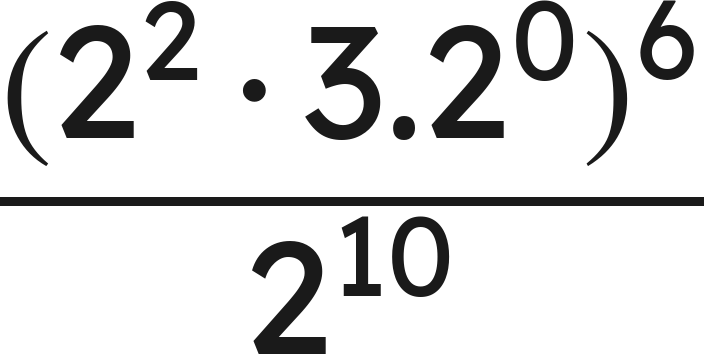 (2² · 3.2⁰)⁶
2¹⁰